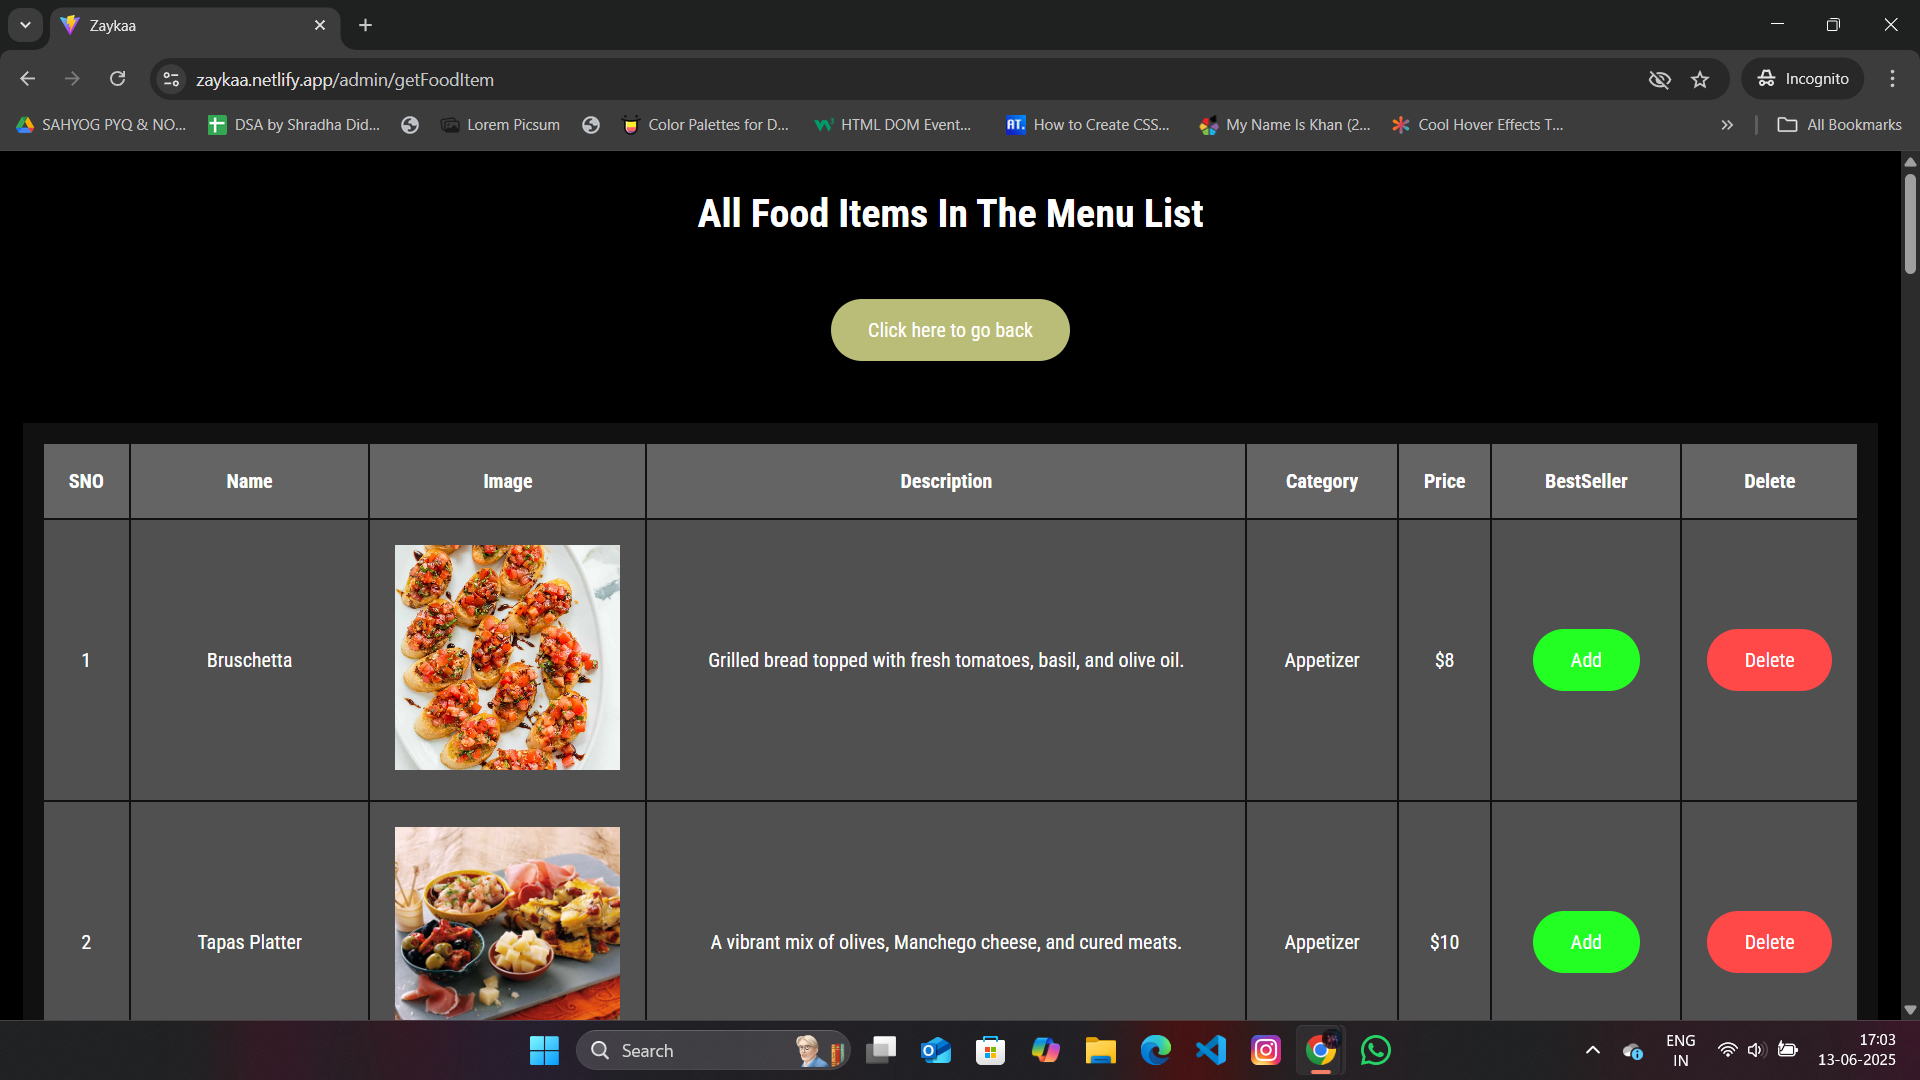 Zaykaa
zaykaa.netlify.app/admin/getFoodItem
Incognito
SAHYOG PYQ & NO...
DSA by Shradha Did...
Lorem Picsum
Color Palettes for D...
HTML DOM Event...
AT.
How to Create CSS...
My Name Is Khan (2...
Cool Hover Effects T...
All Bookmarks
All Food Items In The Menu List
Click here to go back
SNO Name Image Description Category Price BestSeller Delete
1 Bruschetta Grilled bread topped with fresh tomatoes, basil, and olive oil. Appetizer $8 Add Delete
2 Tapas Platter A vibrant mix of olives, Manchego cheese, and cured meats. Appetizer $10 Add Delete
Search
ENG
IN
17:03
13-06-2025